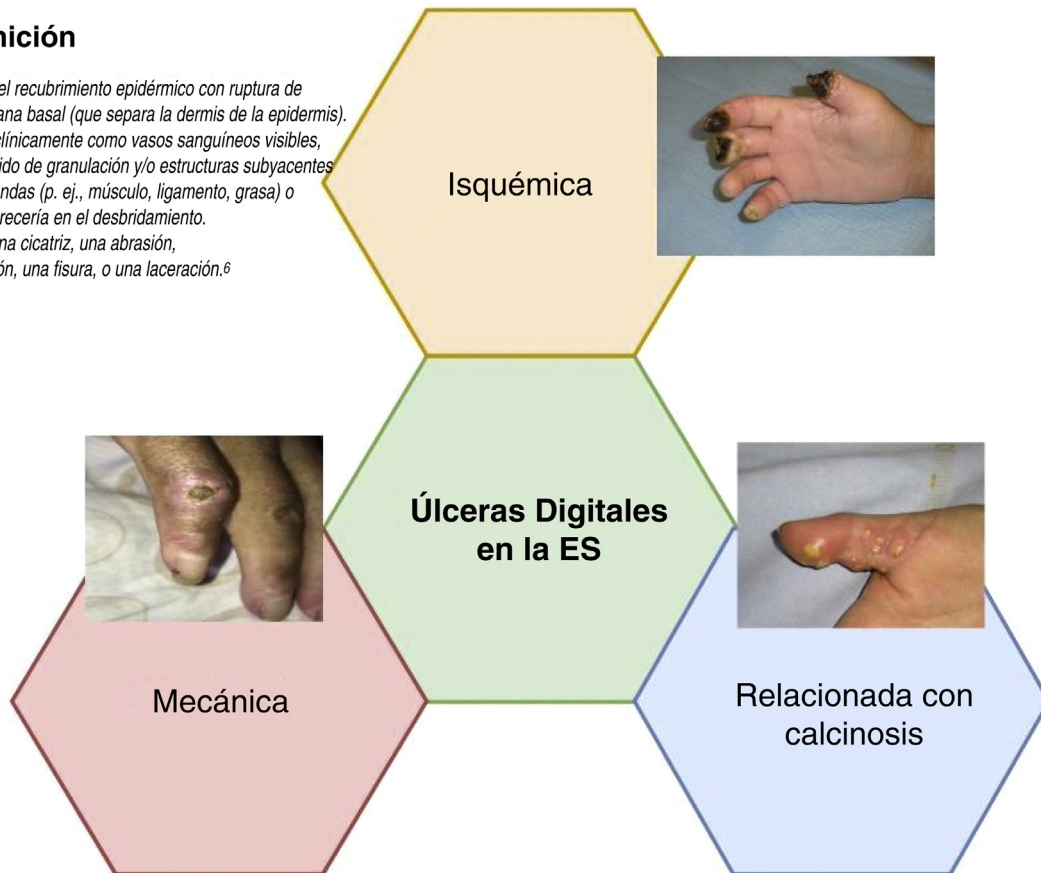 nición
el recubrimiento epidérmico con ruptura de
ana basal (que separa la dermis de la epidermis).
clínicamente como vasos sanguíneos visibles,
ido de granulación y/o estructuras subyacentes
ndas (p. ej., músculo, ligamento, grasa) o
recería en el desbridamiento.
na cicatriz, una abrasión,
ón, una fisura, o una laceración.6
Isquémica
Úlceras Digitales
en la ES
Mecánica
Relacionada con
calcinosis